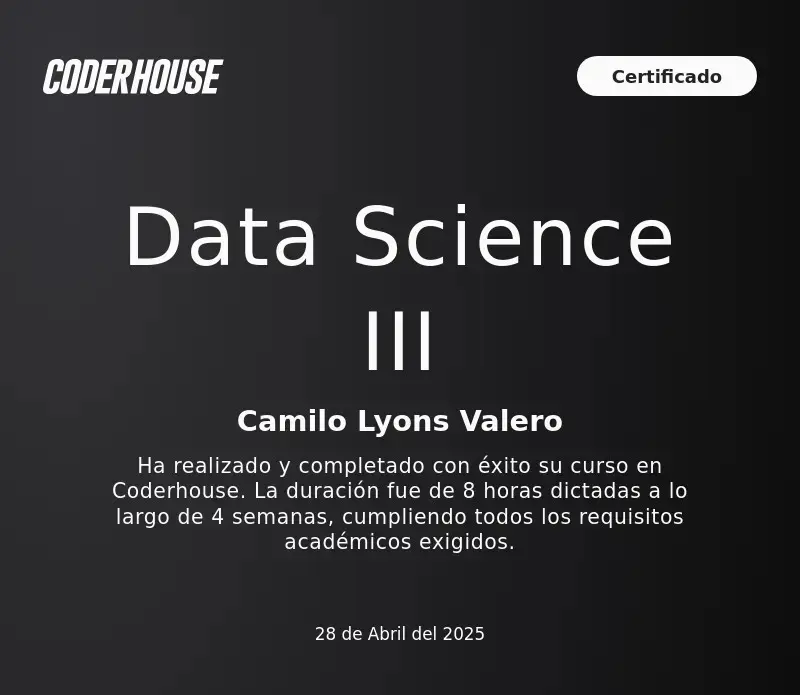 CODERHOUSE
Certificado
Data Science
III
Camilo Lyons Valero
Ha realizado y completado con éxito su curso en
Coderhouse. La duración fue de 8 horas dictadas a lo
largo de 4 semanas, cumpliendo todos los requisitos
académicos exigidos.
28 de Abril del 2025